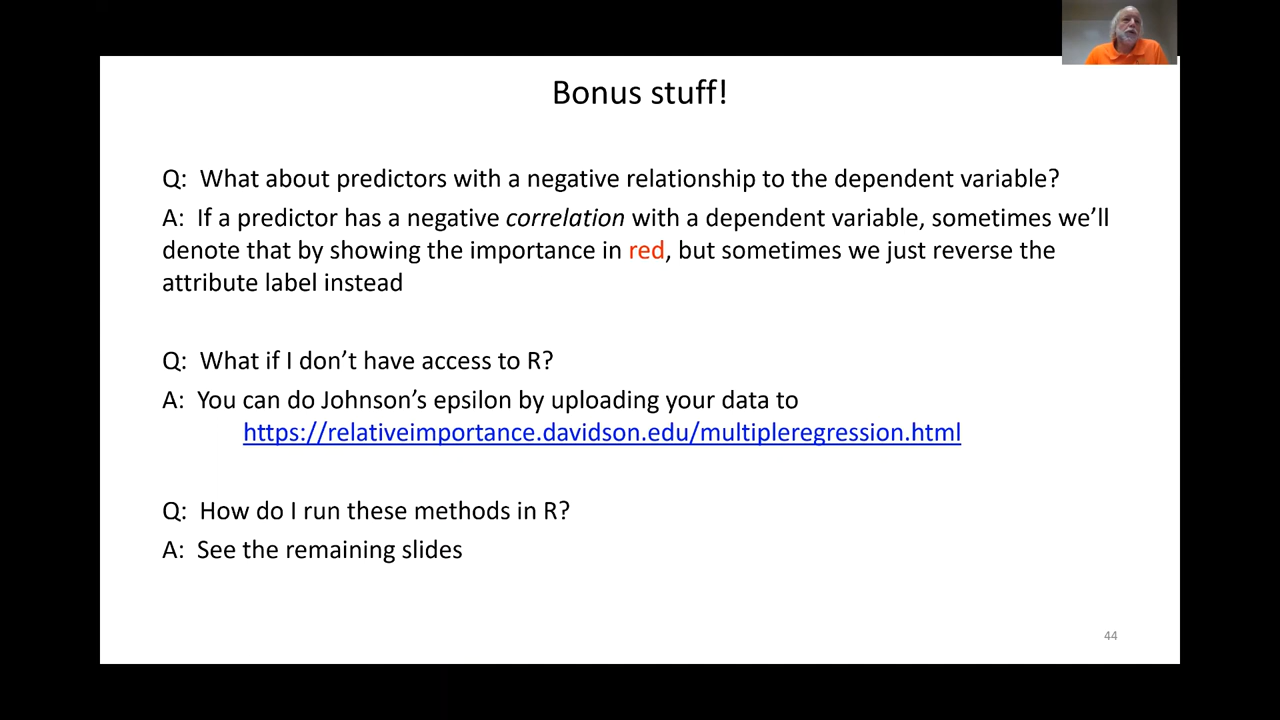 Bonus stuff!
Q: What about predictors with a negative relationship to the dependent variable?
A: If a predictor has a negative correlation with a dependent variable, sometimes we’ll
denote that by showing the importance in red, but sometimes we just reverse the
attribute label instead
Q: What if I don’t have access to R?
A: You can do Johnson’s epsilon by uploading your data to
https://relativeimportance.davidson.edu/multipleregression.html
Q: How do I run these methods in R?
A: See the remaining slides
44